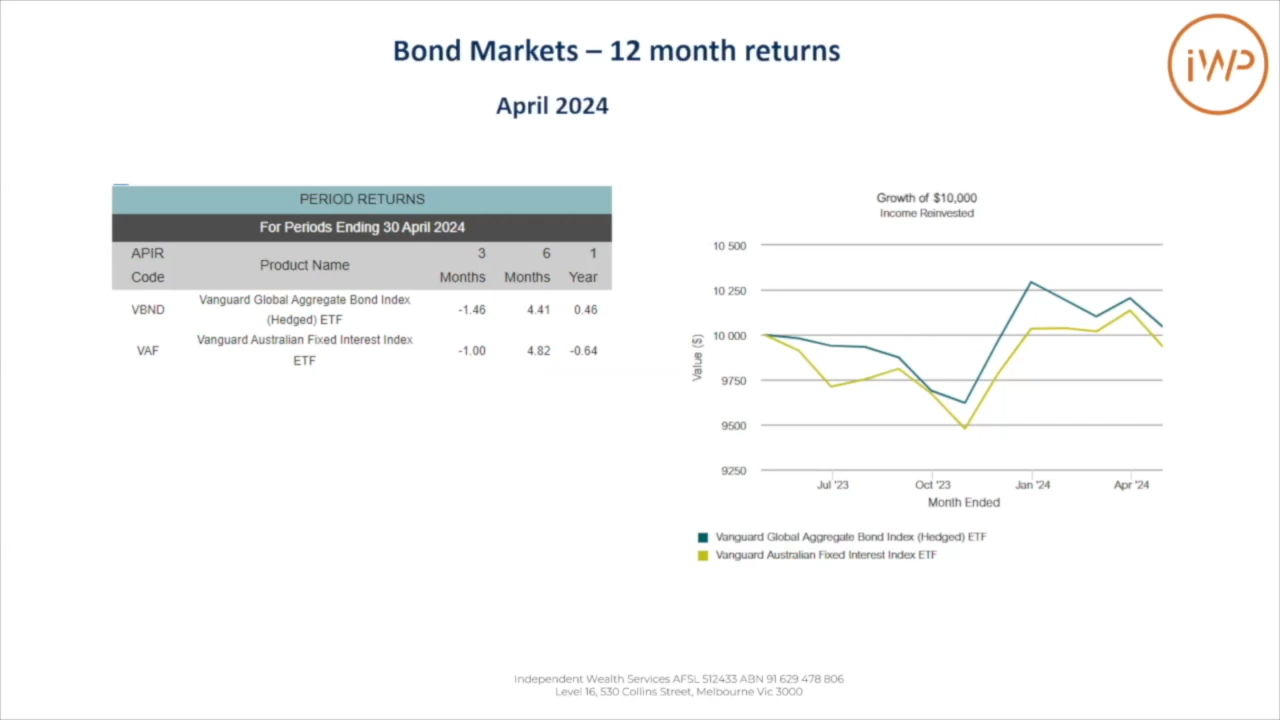 Bond Markets – 12 month returns
April 2024
iWP
PERIOD RETURNS
For Periods Ending 30 April 2024
APIR Code Product Name 3 Months 6 Months 1 Year
VBND Vanguard Global Aggregate Bond Index -1.46 4.41 0.46
(Hedged) ETF
VAF Vanguard Australian Fixed Interest Index -1.00 4.82 -0.64
ETF
Growth of $10,000
Income Reinvested
10 500
10 250
10 000
9750
9500
9250
Value ($)
Jul '23 Oct '23 Jan '24 Apr '24
Month Ended
Vanguard Global Aggregate Bond Index (Hedged) ETF
Vanguard Australian Fixed Interest Index ETF
Independent Wealth Services AFSL 512433 ABN 91 629 478 806
Level 16, 530 Collins Street, Melbourne Vic 3000